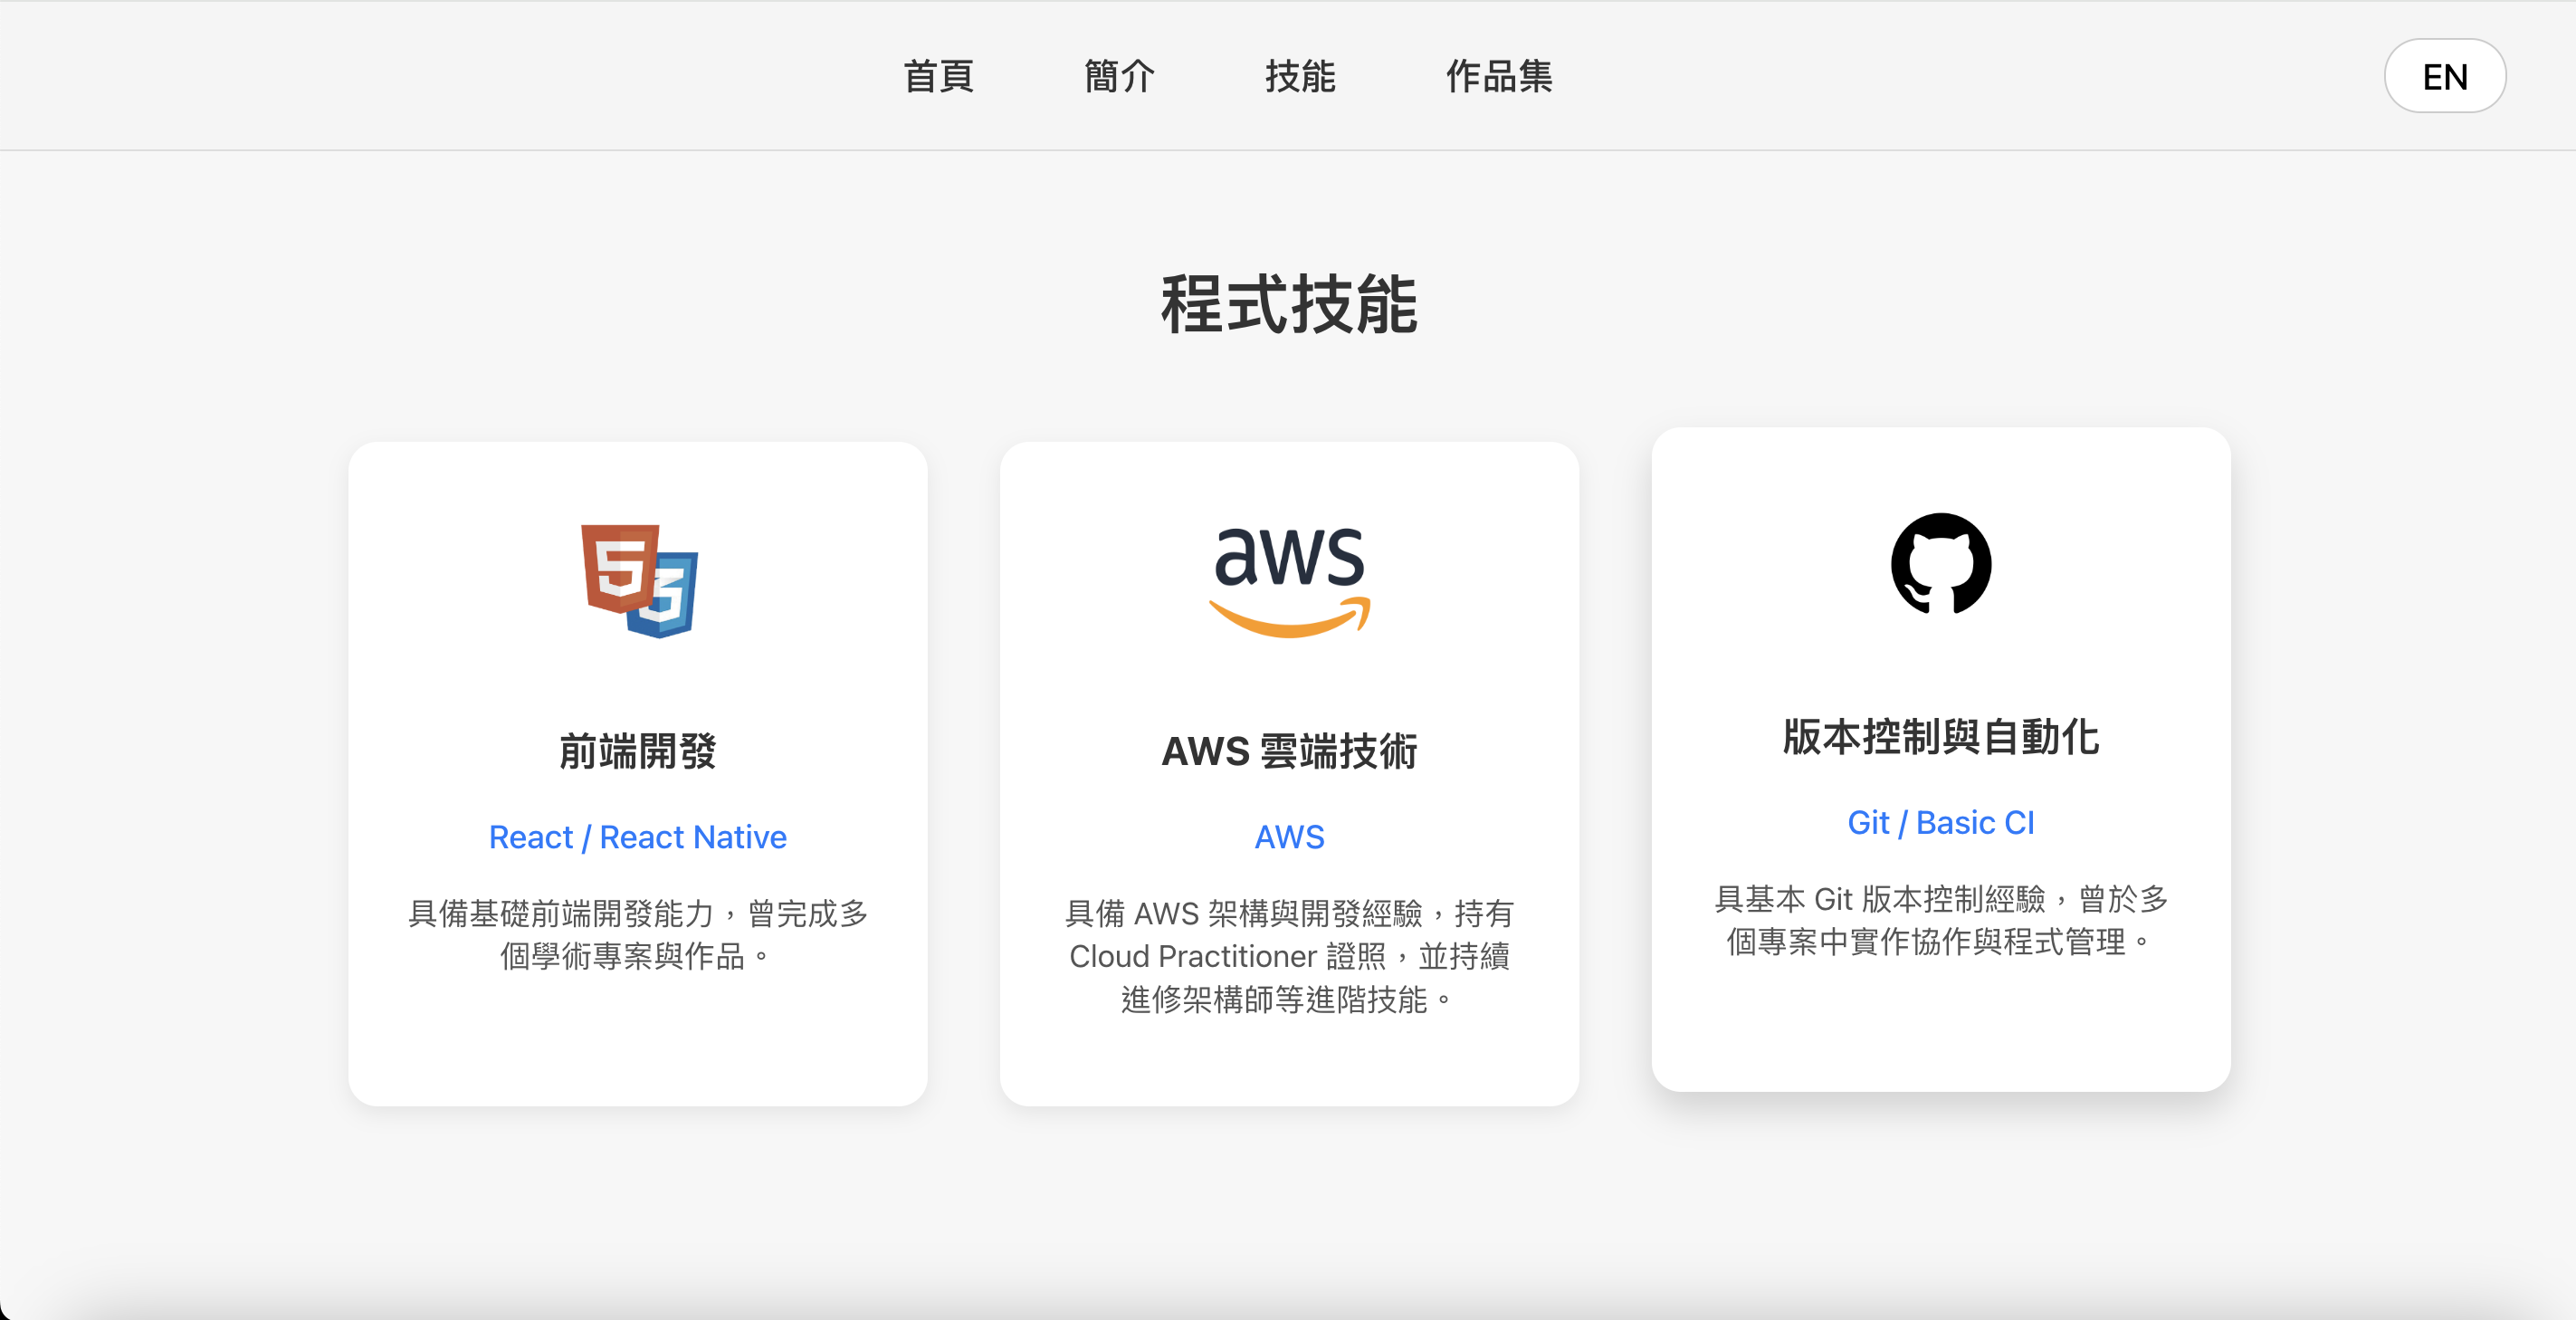 首頁 簡介 技能 作品集 EN
程式技能
aws
前端開發
React / React Native
具備基礎前端開發能力，曾完成多
個學術專案與作品。
AWS 雲端技術
AWS
具備 AWS 架構與開發經驗，持有
Cloud Practitioner 證照，並持續
進修架構師等進階技能。
版本控制與自動化
Git / Basic CI
具基本 Git 版本控制經驗，曾於多
個專案中實作協作與程式管理。